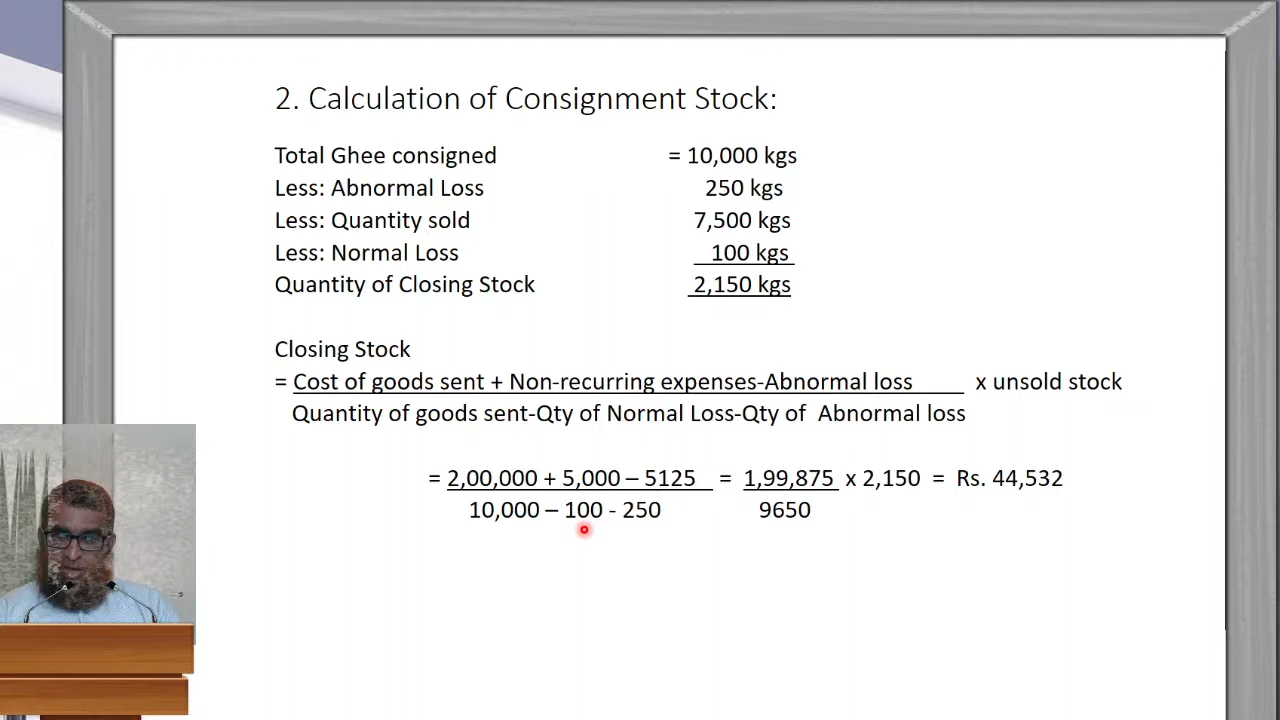 2. Calculation of Consignment Stock:
Total Ghee consigned = 10,000 kgs
Less: Abnormal Loss 250 kgs
Less: Quantity sold 7,500 kgs
Less: Normal Loss 100 kgs
Quantity of Closing Stock 2,150 kgs
Closing Stock
= Cost of goods sent + Non-recurring expenses-Abnormal loss x unsold stock
Quantity of goods sent-Qty of Normal Loss-Qty of Abnormal loss
= 2,00,000 + 5,000 – 5125 = 1,99,875 x 2,150 = Rs. 44,532
10,000 – 100 - 250 9650